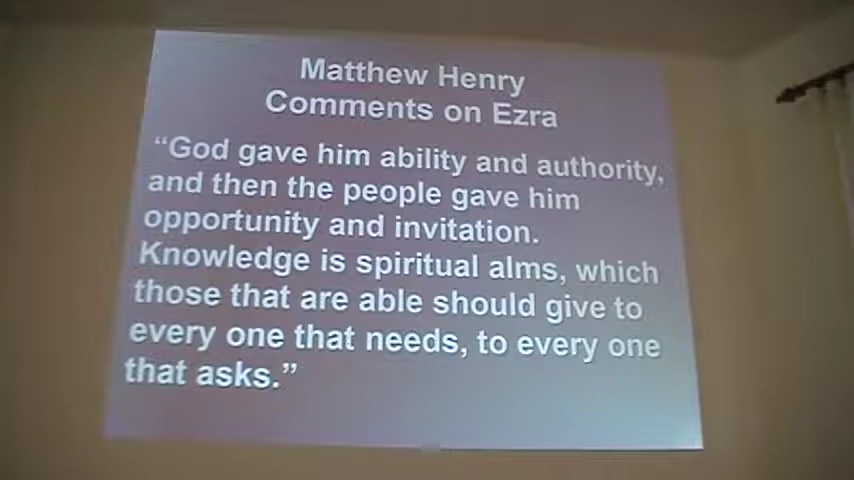 Matthew Henry
Comments on Ezra
“God gave him ability and authority,
and then the people gave him
opportunity and invitation.
Knowledge is spiritual alms, which
those that are able should give to
every one that needs, to every one
that asks.”